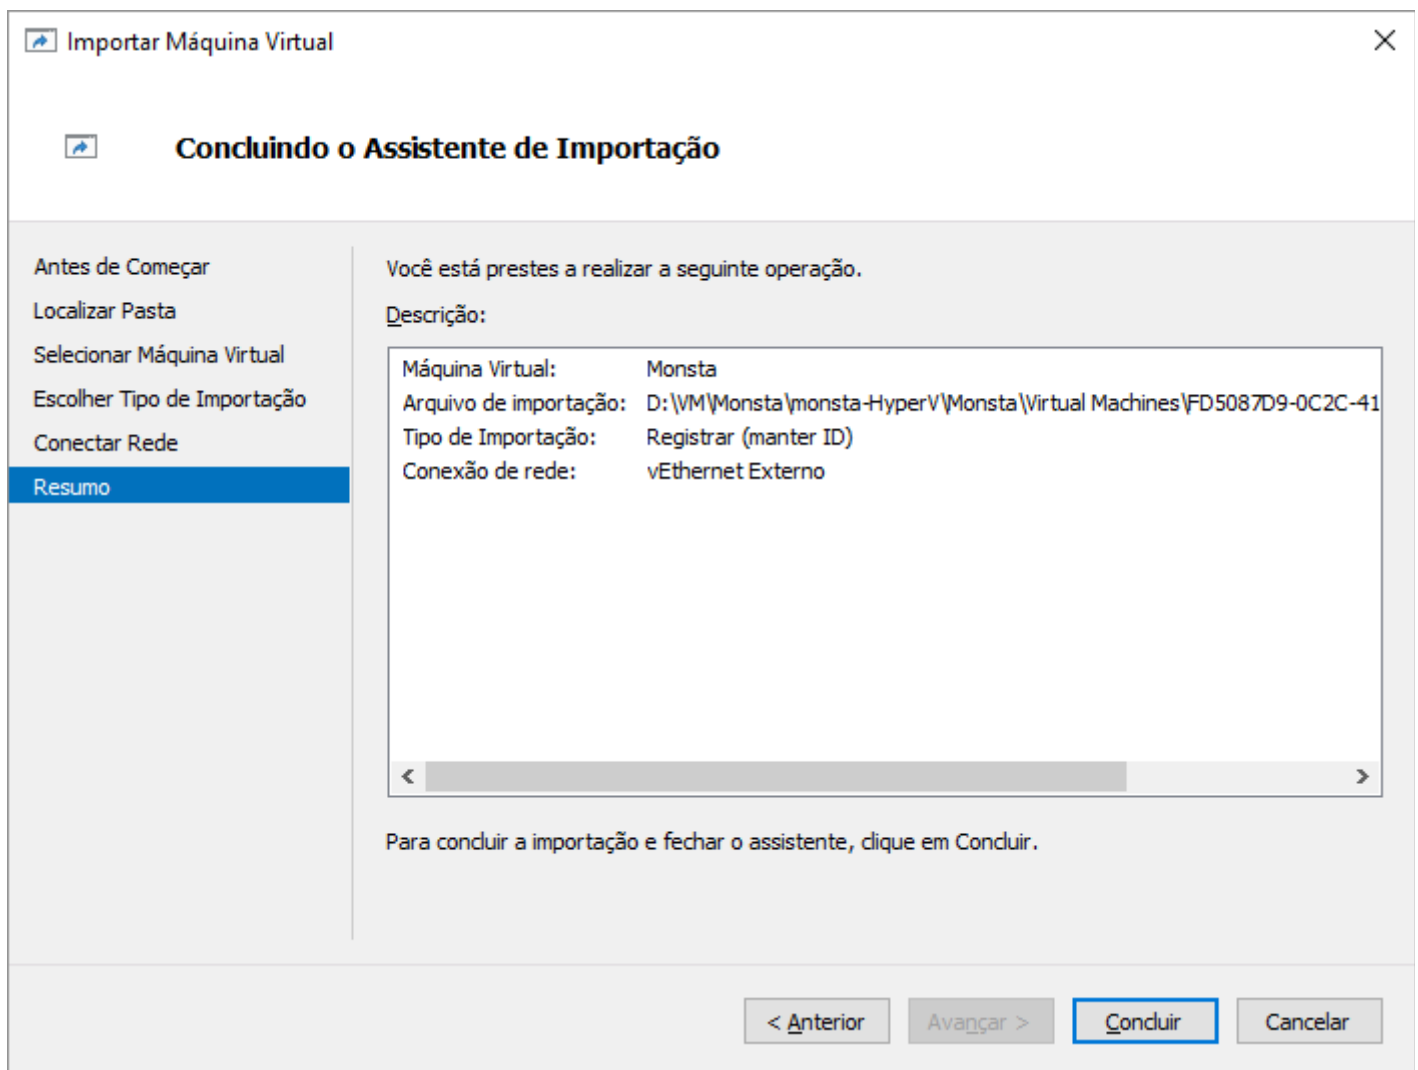 Importar Máquina Virtual
Concluindo o Assistente de Importação
Antes de Começar
Localizar Pasta
Selecionar Máquina Virtual
Escolher Tipo de Importação
Conectar Rede
Resumo
Você está prestes a realizar a seguinte operação.
Descrição:
Máquina Virtual: Monsta
Arquivo de importação: D:\VM\Monsta\monsta-HyperV\Monsta\Virtual Machines\FD5087D9-0C2C-41
Tipo de Importação: Registrar (manter ID)
Conexão de rede: vEthernet Externo
Para concluir a importação e fechar o assistente, clique em Concluir.
< Anterior
Avançar >
Concluir
Cancelar